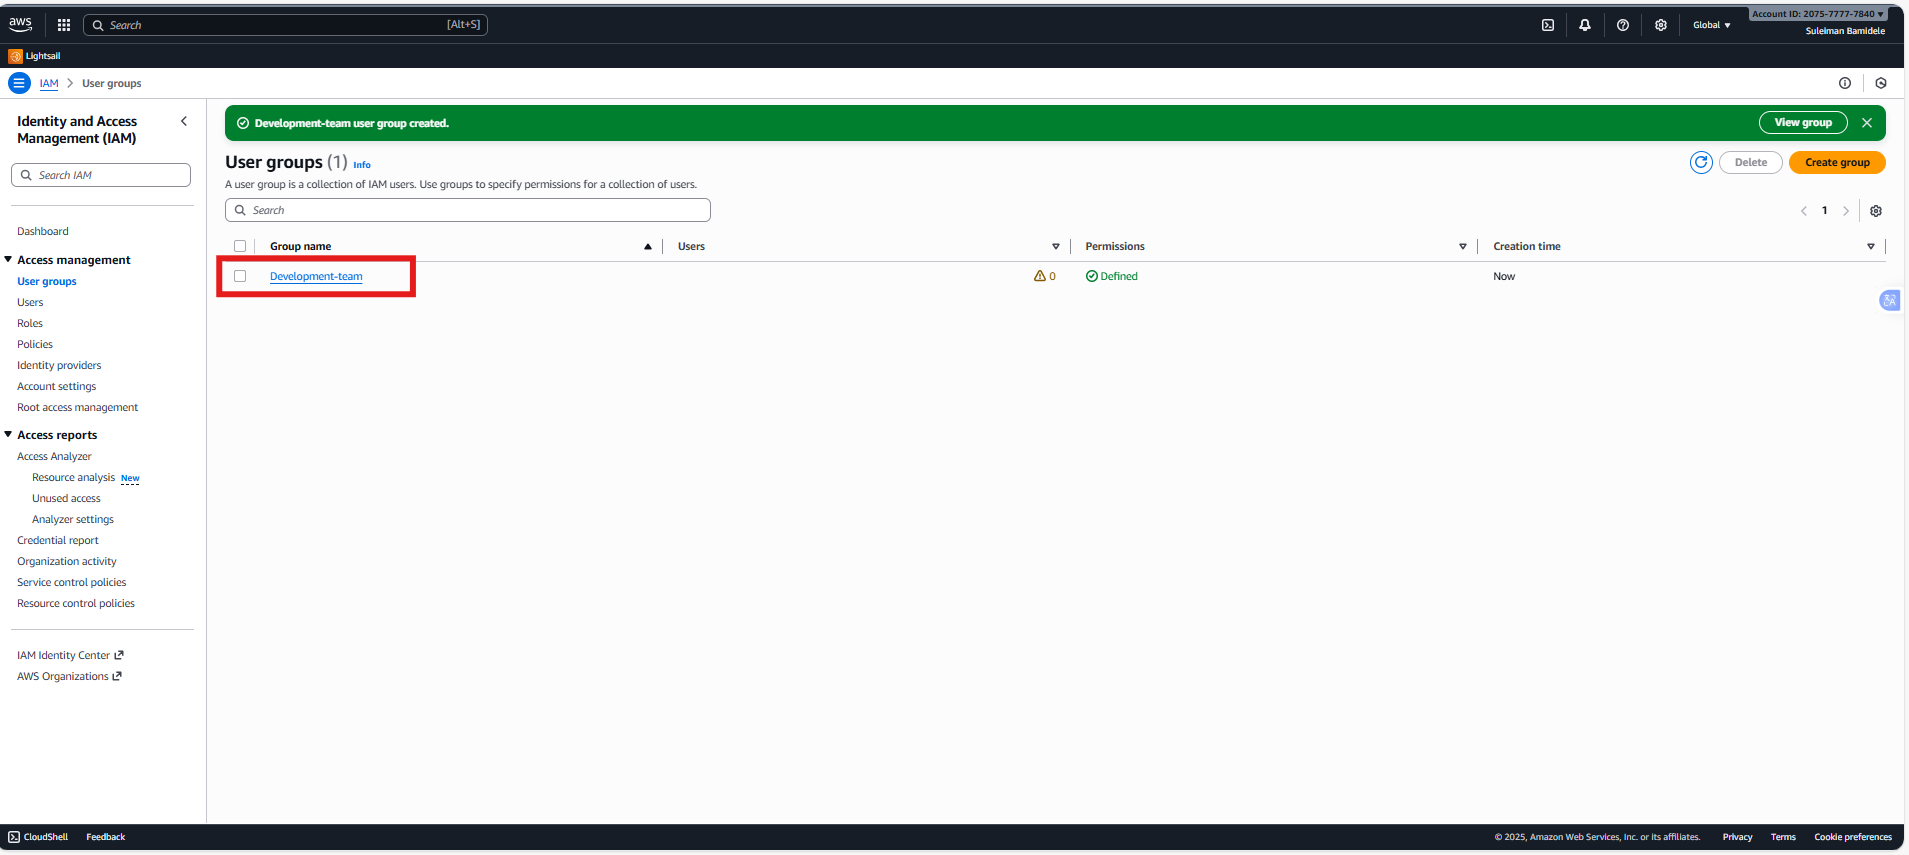 aws
Search
[Alt+S]
Global
Account ID: 2075-7777-7840
Suleiman Bamidele
Lightsail
IAM
User groups
Identity and Access
Management (IAM)
Search IAM
Dashboard
Access management
User groups
Users
Roles
Policies
Identity providers
Account settings
Root access management
Access reports
Access Analyzer
Resource analysis New
Unused access
Analyzer settings
Credential report
Organization activity
Service control policies
Resource control policies
IAM Identity Center
AWS Organizations
Development-team user group created.
View group
User groups (1) Info
A user group is a collection of IAM users. Use groups to specify permissions for a collection of users.
Delete
Create group
Search
1
Group name
Users
Permissions
Creation time
Development-team
0
Defined
Now
CloudShell
Feedback
© 2025, Amazon Web Services, Inc. or its affiliates.
Privacy
Terms
Cookie preferences